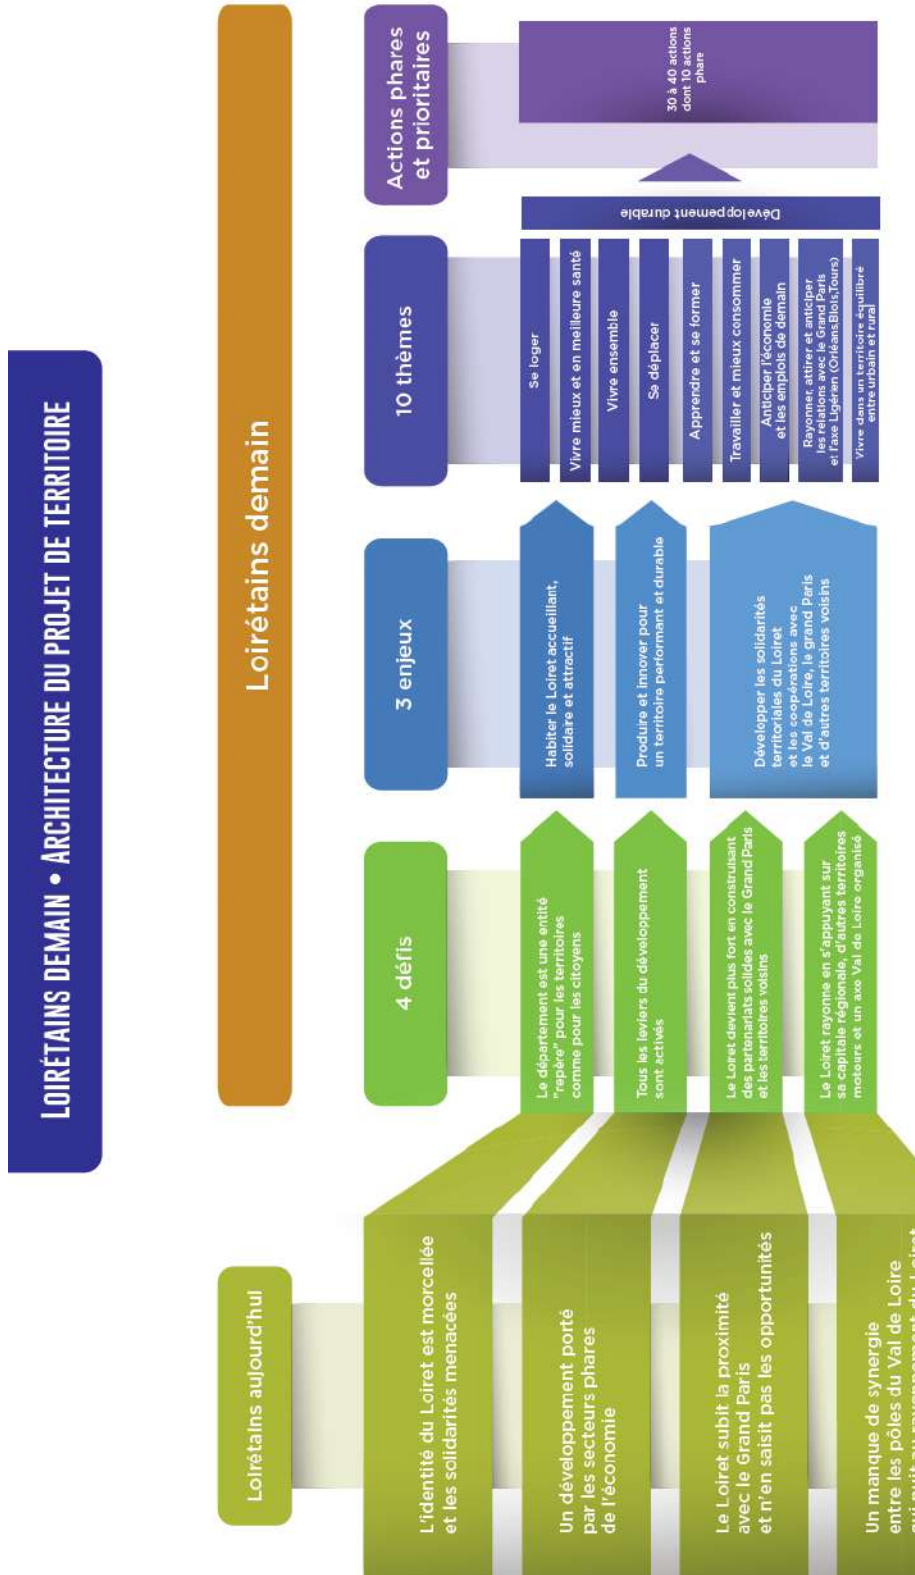 LOIRÉTAINS DEMAIN • ARCHITECTURE DU PROJET DE TERRITOIRE
Loirétains aujourd'hui
L'identité du Loiret est morcellée
et les solidarités menacées
Un développement porté
par les secteurs phares
de l'économie
Le Loiret subit la proximité
avec le Grand Paris
et n'en saisit pas les opportunités
Un manque de synergie
entre les pôles du Val de Loire
Loirétains demain
4 défis
Le département est une entité
"repère" pour les territoires
comme pour les citoyens
Tous les leviers du développement
sont activés
Le Loiret devient plus fort en construisant
des partenariats solides avec le Grand Paris
et les territoires voisins
Le Loiret rayonne en s'appuyant sur
sa capitale régionale, d'autres territoires
moteurs et un axe Val de Loire organisé
3 enjeux
Habiter le Loiret accueillant,
solidaire et attractif
Produire et innover pour
un territoire performant et durable
Développer les solidarités
territoriales du Loiret
et les coopérations avec
le Val de Loire, le grand Paris
et d'autres territoires voisins
10 thèmes
Se loger
Vivre mieux et en meilleure santé
Vivre ensemble
Se déplacer
Apprendre et se former
Travailler et mieux consommer
Anticiper l'économie
et les emplois de demain
Rayonner, attirer et anticiper
les relations avec le Grand Paris
et l'axe Ligérien (Orléans,Blois,Tours)
Vivre dans un territoire équilibré
entre urbain et rural
Développement durable
Actions phares
et prioritaires
30 à 40 actions
dont 10 actions
phare